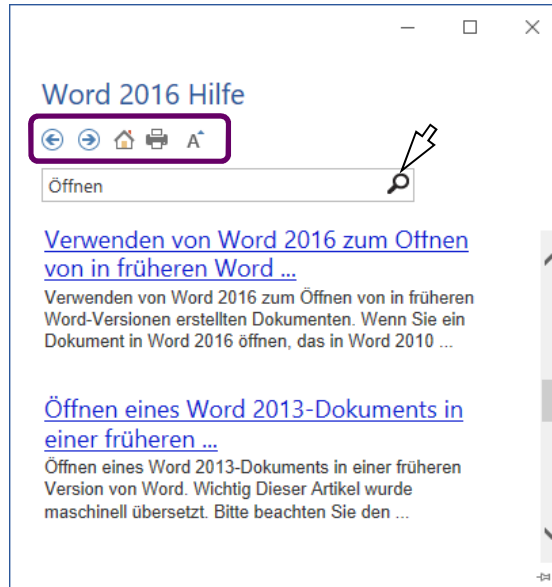 Word 2016 Hilfe
A
Öffnen
Verwenden von Word 2016 zum Öffnen
von in früheren Word ...
Verwenden von Word 2016 zum Öffnen von in früheren
Word-Versionen erstellten Dokumenten. Wenn Sie ein
Dokument in Word 2016 öffnen, das in Word 2010 ...
Öffnen eines Word 2013-Dokuments in
einer früheren ...
Öffnen eines Word 2013-Dokuments in einer früheren
Version von Word. Wichtig Dieser Artikel wurde
maschinell übersetzt. Bitte beachten Sie den ...